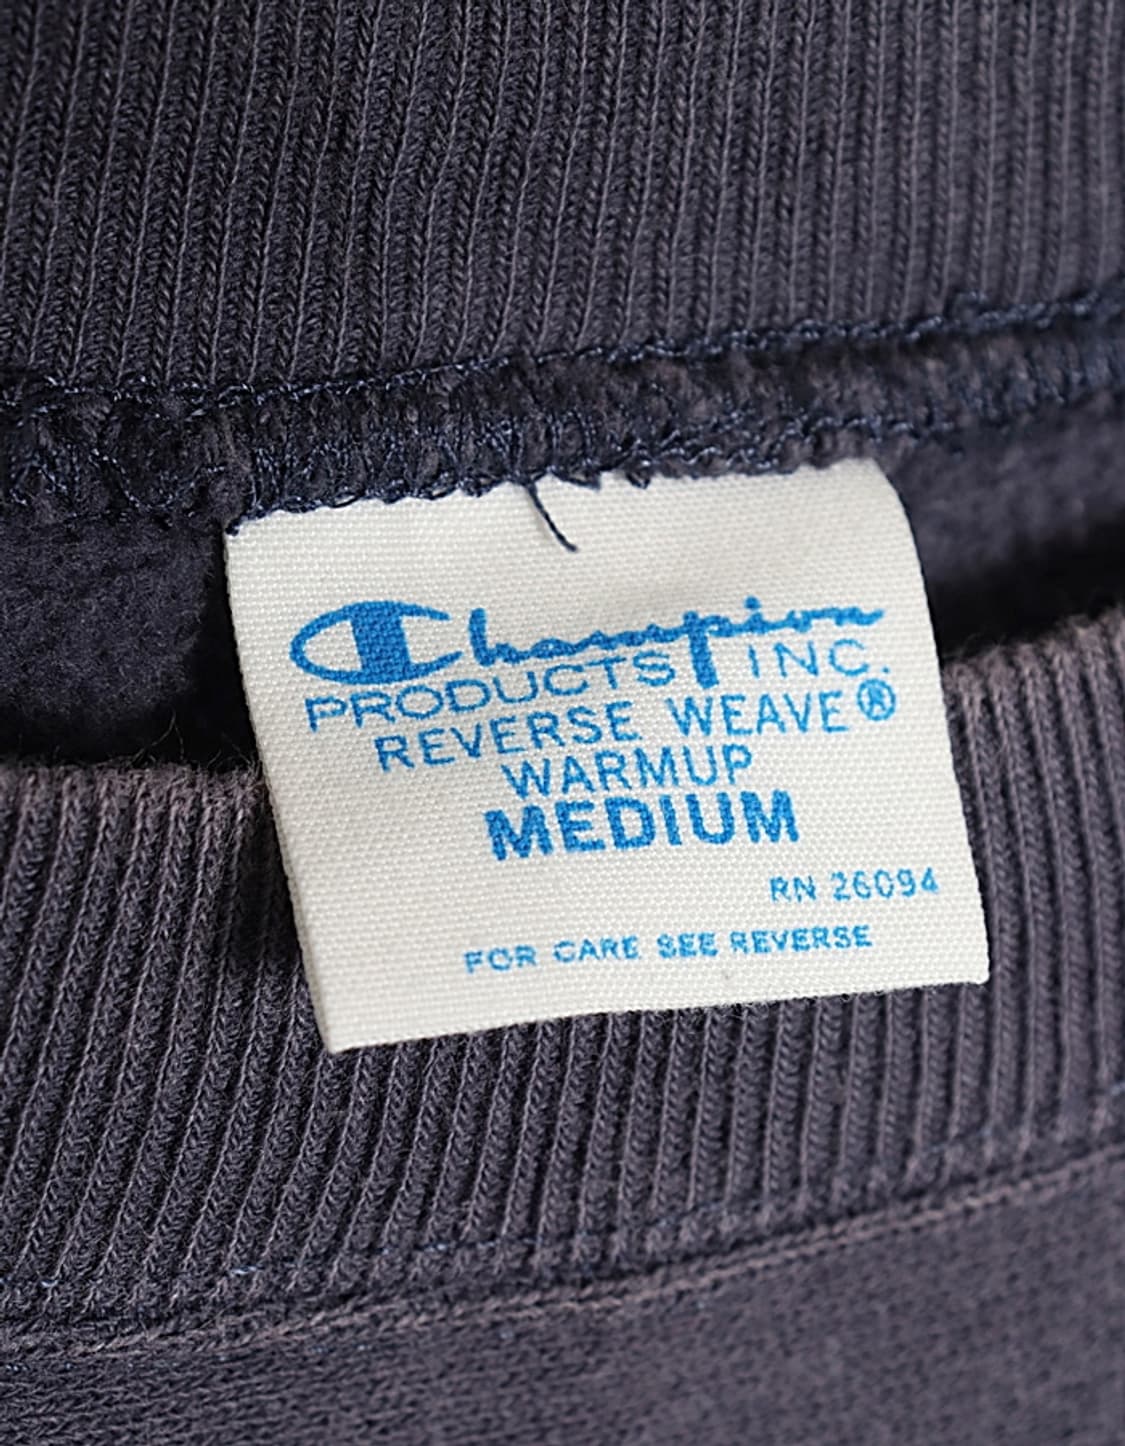 Champion
PRODUCTS INC.
REVERSE WEAVE®
WARMUP
MEDIUM
RN 26094
FOR CARE SEE REVERSE